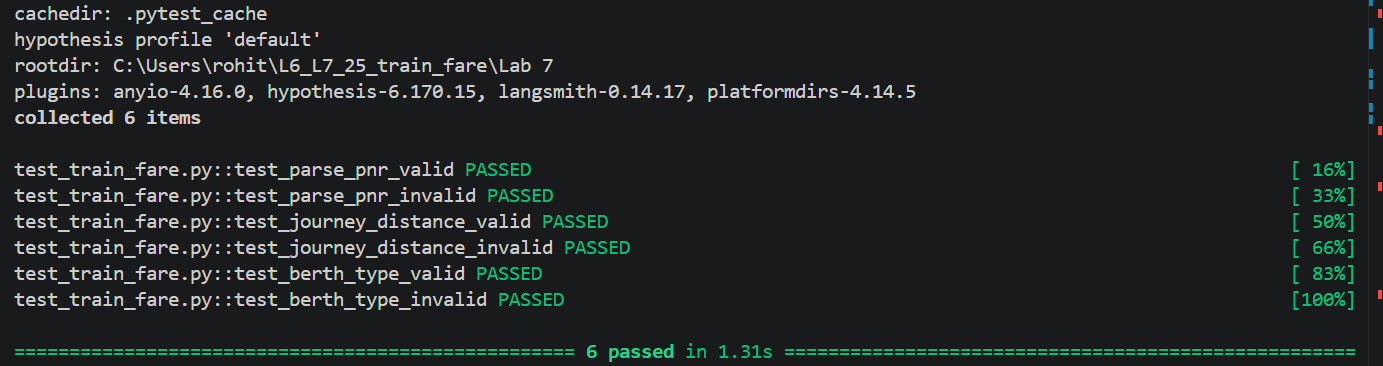 cachedir: .pytest_cache
hypothesis profile 'default'
rootdir: C:\Users\rohit\L6_L7_25_train_fare\Lab 7
plugins: anyio-4.16.0, hypothesis-6.170.15, langsmith-0.14.17, platformdirs-4.14.5
collected 6 items
test_train_fare.py::test_parse_pnr_valid PASSED [ 16%]
test_train_fare.py::test_parse_pnr_invalid PASSED [ 33%]
test_train_fare.py::test_journey_distance_valid PASSED [ 50%]
test_train_fare.py::test_journey_distance_invalid PASSED [ 66%]
test_train_fare.py::test_berth_type_valid PASSED [ 83%]
test_train_fare.py::test_berth_type_invalid PASSED [100%]
=================================================== 6 passed in 1.31s ====================================================